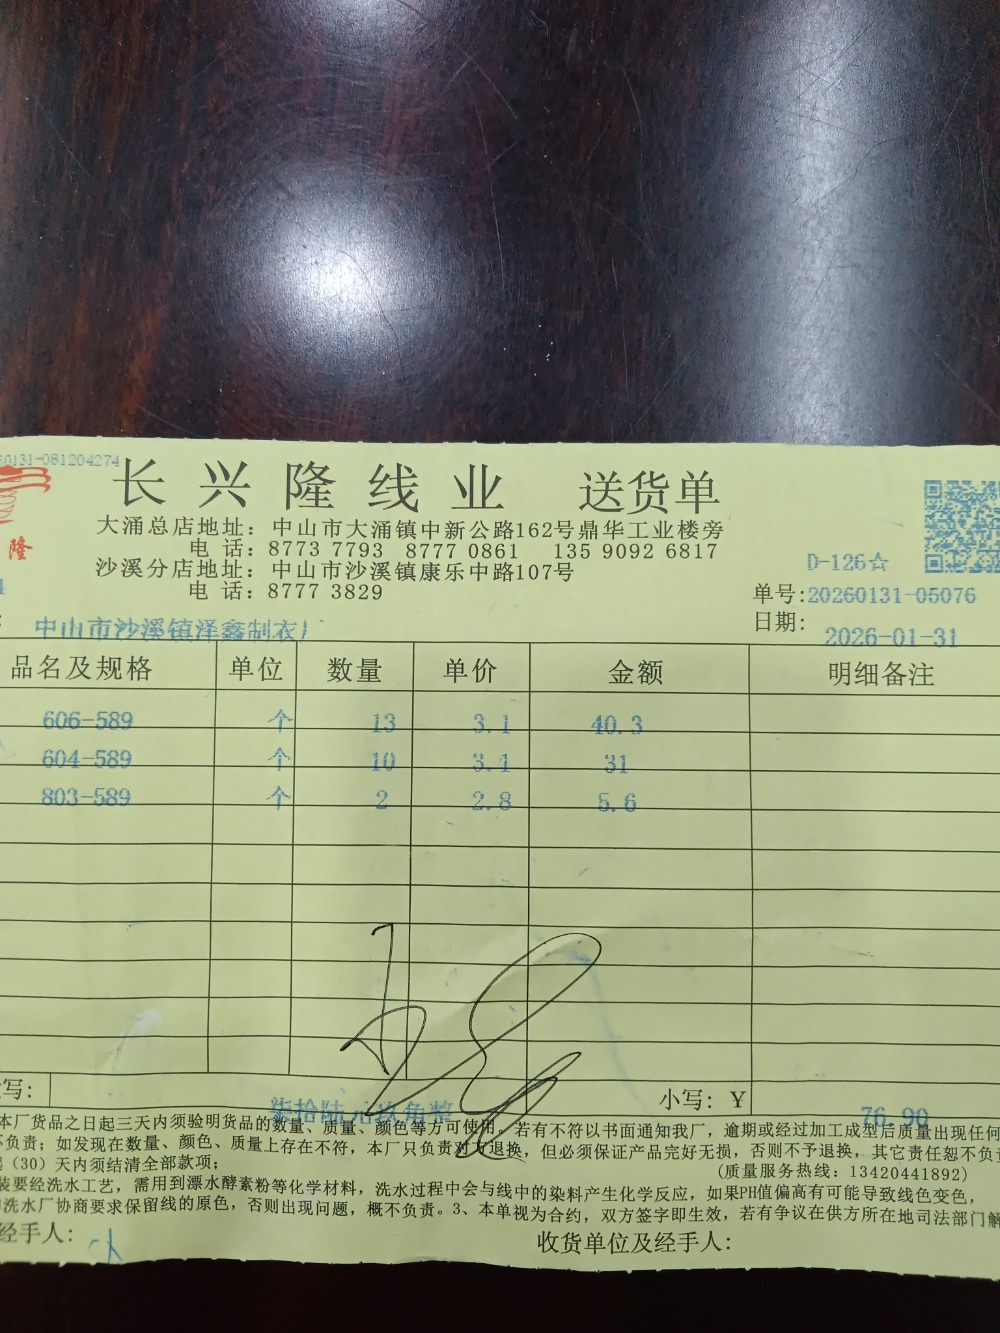 60131-081204274
长兴隆线业 送货单
隆
大涌总店地址：中山市大涌镇中新公路162号鼎华工业楼旁
电 话：8773 7793 8777 0861 135 9092 6817
沙溪分店地址：中山市沙溪镇康乐中路107号
电 话：8777 3829
D-126☆
单号:20260131-05076
日期：2026-01-31
中山市沙溪镇泽鑫制衣厂
品名及规格 单位 数量 单价 金额 明细备注
606-589 个 13 3.1 40.3
604-589 个 10 3.1 31
803-589 个 2 2.8 5.6
写： 柒拾陆元玖角整 小写：Y 76.90
本厂货品之日起三天内须验明货品的数量、质量、颜色等方可使用。若有不符以书面通知我厂，逾期或经过加工成型后质量出现任何
不负责；如发现在数量、颜色、质量上存在不符，本厂只负责对方退换，但必须保证产品完好无损，否则不予退换，其它责任恕不负责
（30）天内须结清全部款项； （质量服务热线：13420441892）
装要经洗水工艺，需用到漂水酵素粉等化学材料，洗水过程中会与线中的染料产生化学反应，如果PH值偏高有可能导致线色变色，
洗水厂协商要求保留线的原色，否则出现问题，概不负责。3、本单视为合约，双方签字即生效，若有争议在供方所在地司法部门解
经手人： 收货单位及经手人：